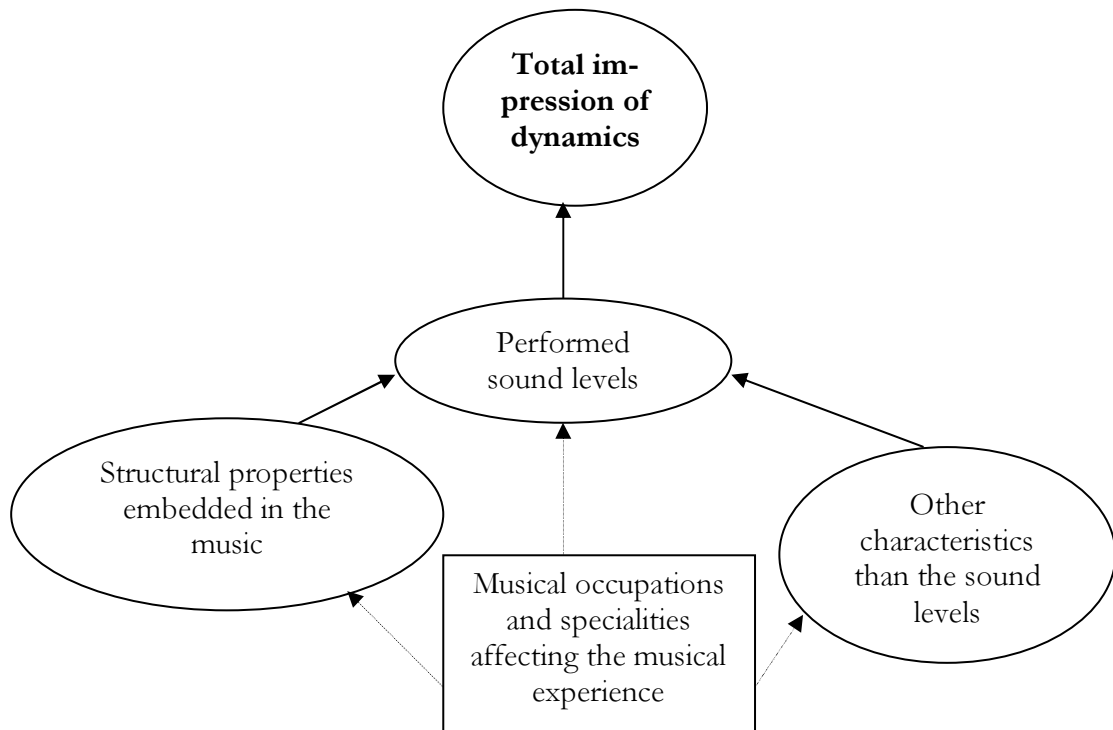 Total im-
pression of
dynamics
Performed
sound levels
Structural properties
embedded in the
music
Other
characteristics
than the sound
levels
Musical occupations
and specialities
affecting the musical
experience